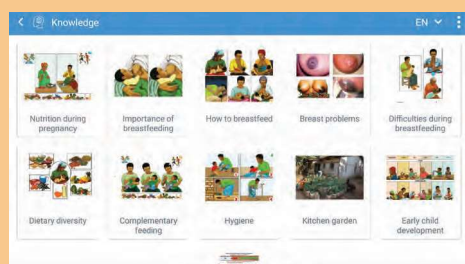 Knowledge
EN
Nutrition during
pregnancy
Importance of
breastfeeding
How to breastfeed
Breast problems
Difficulties during
breastfeeding
Dietary diversity
Complementary
feeding
Hygiene
Kitchen garden
Early child
development